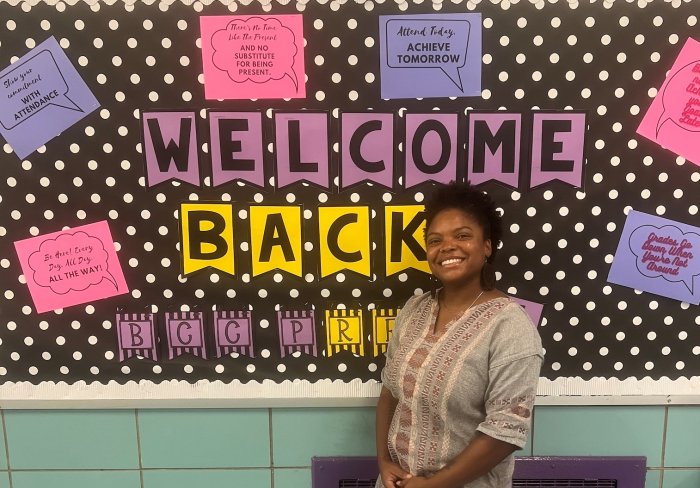 There's No Time
Like The Present
AND NO
SUBSTITUTE
FOR BEING
PRESENT.
Attend Today,
ACHIEVE
TOMORROW
Show your
commitment
WITH
ATTENDANCE
WELCOME
BACK
Be Here! Every
Day, All Day,
ALL THE WAY!
Grades Go
Down When
You're Not
Around
BCCPRE